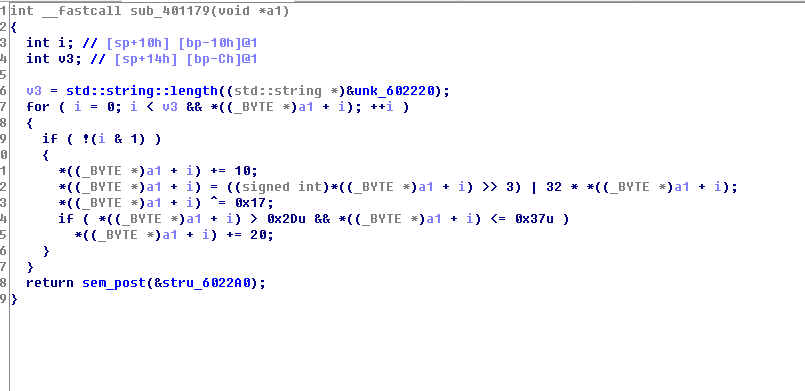 1 int __fastcall sub_401179(void *a1)
2 {
3   int i; // [sp+10h] [bp-10h]@1
4   int v3; // [sp+14h] [bp-Ch]@1
5
6   v3 = std::string::length((std::string *)&unk_602220);
7   for ( i = 0; i < v3 && *((_BYTE *)a1 + i); ++i )
8   {
9     if ( !(i & 1) )
0     {
1       *((_BYTE *)a1 + i) += 10;
2       *((_BYTE *)a1 + i) = ((signed int)*((_BYTE *)a1 + i) >> 3) | 32 * *((_BYTE *)a1 + i);
3       *((_BYTE *)a1 + i) ^= 0x17;
4       if ( *((_BYTE *)a1 + i) > 0x2Du && *((_BYTE *)a1 + i) <= 0x37u )
5         *((_BYTE *)a1 + i) += 20;
6     }
7   }
8   return sem_post(&stru_6022A0);
9 }